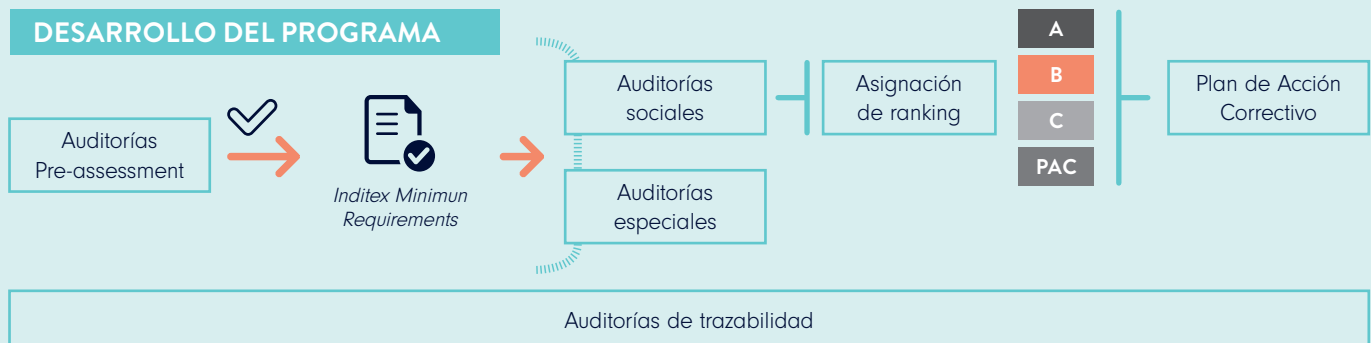 DESARROLLO DEL PROGRAMA
Auditorías
Pre-assessment
Inditex Minimun
Requirements
Auditorías
sociales
Auditorías
especiales
Asignación
de ranking
A
B
C
PAC
Plan de Acción
Correctivo
Auditorías de trazabilidad